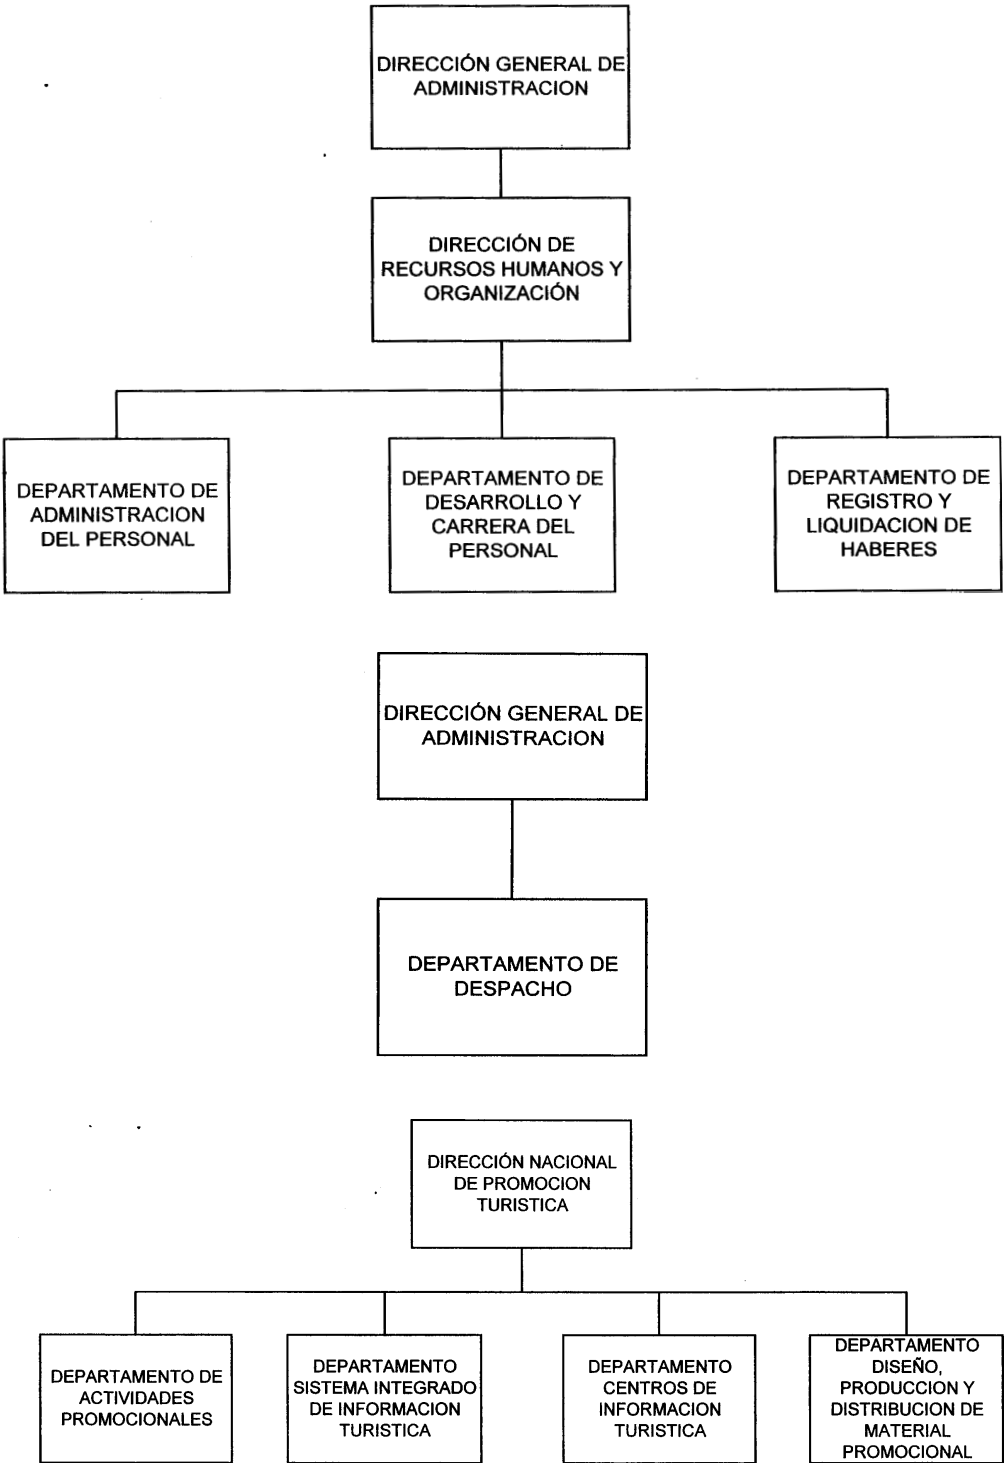 DIRECCIÓN GENERAL DE
ADMINISTRACION
DIRECCIÓN DE
RECURSOS HUMANOS Y
ORGANIZACIÓN
DEPARTAMENTO DE
ADMINISTRACION
DEL PERSONAL
DEPARTAMENTO DE
DESARROLLO Y
CARRERA DEL
PERSONAL
DEPARTAMENTO DE
REGISTRO Y
LIQUIDACION DE
HABERES
DIRECCIÓN GENERAL DE
ADMINISTRACION
DEPARTAMENTO DE
DESPACHO
DIRECCIÓN NACIONAL
DE PROMOCION
TURISTICA
DEPARTAMENTO DE
ACTIVIDADES
PROMOCIONALES
DEPARTAMENTO
SISTEMA INTEGRADO
DE INFORMACION
TURISTICA
DEPARTAMENTO
CENTROS DE
INFORMACION
TURISTICA
DEPARTAMENTO
DISEÑO,
PRODUCCION Y
DISTRIBUCION DE
MATERIAL
PROMOCIONAL